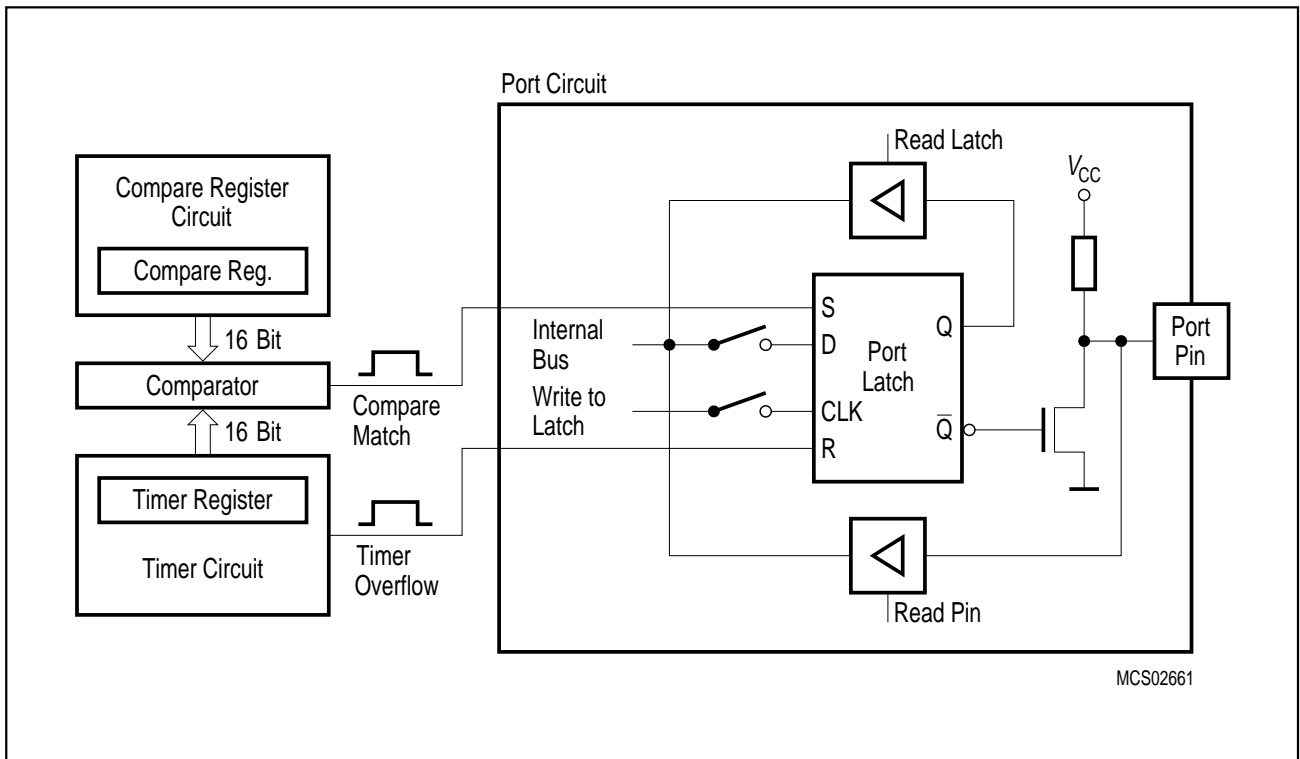 Port Circuit
Compare Register
Circuit
Compare Reg.
16 Bit
Comparator
16 Bit
Timer Register
Timer Circuit
Compare
Match
Timer
Overflow
Read Latch
VCC
Internal
Bus
Write to
Latch
S
D
CLK
R
Port
Latch
Q
Q̅
Port
Pin
Read Pin
MCS02661